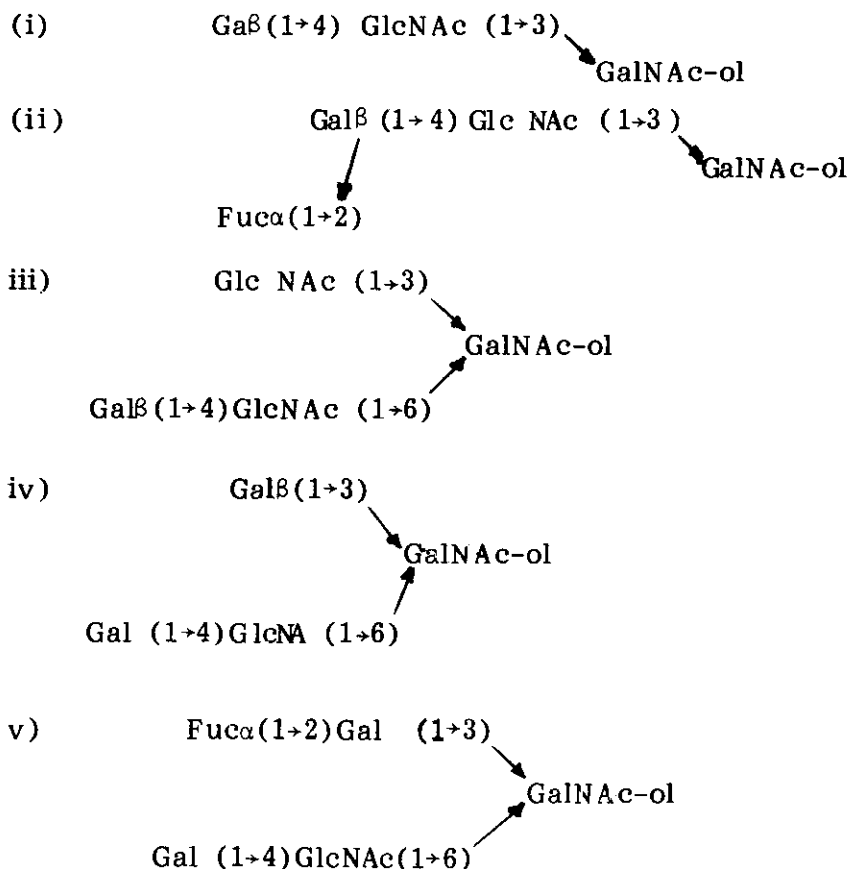 (i) Gaβ(1→4) GlcNAc (1→3)
GalNAc-ol
(ii) Galβ (1→4) Glc NAc (1→3)
GalNAc-ol
Fucα(1→2)
iii) Glc NAc (1→3)
GalNAc-ol
Galβ(1→4)GlcNAc (1→6)
iv) Galβ(1→3)
GalNAc-ol
Gal (1→4)GlcNA (1→6)
v) Fucα(1→2)Gal (1→3)
GalNAc-ol
Gal (1→4)GlcNAc(1→6)